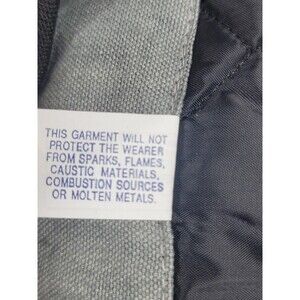 THIS GARMENT WILL NOT
PROTECT THE WEARER
FROM SPARKS, FLAMES,
CAUSTIC MATERIALS,
COMBUSTION SOURCES
OR MOLTEN METALS.